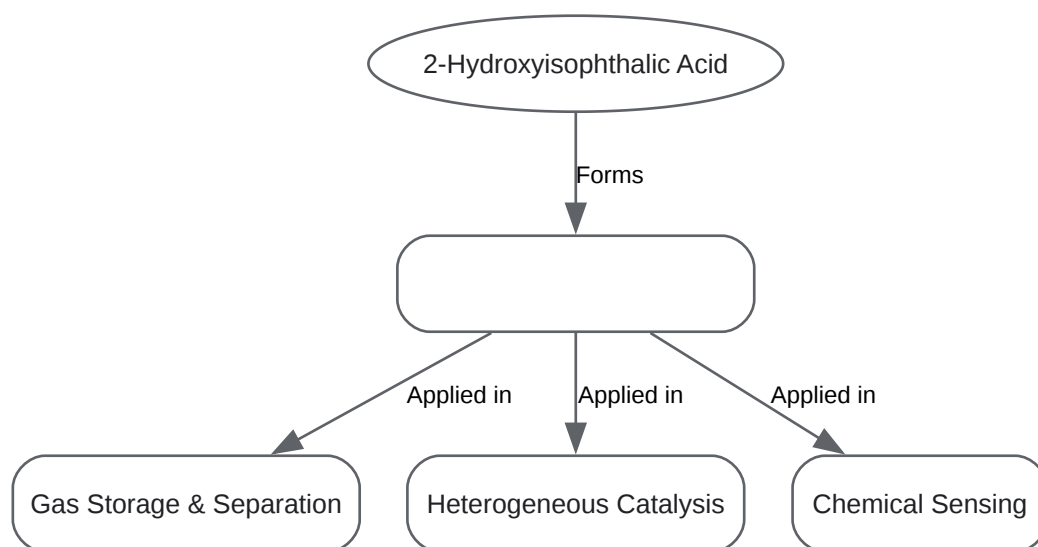 2-Hydroxyisophthalic Acid
Forms
Applied in
Applied in
Applied in
Gas Storage & Separation
Heterogeneous Catalysis
Chemical Sensing